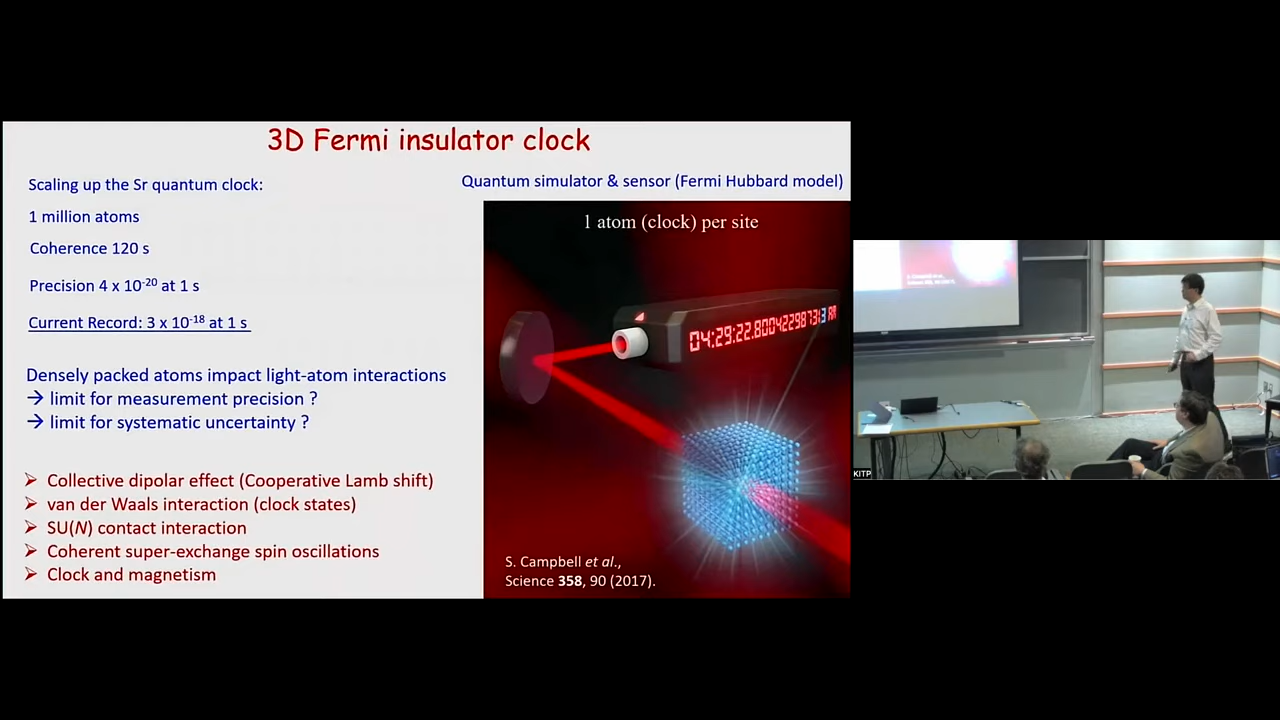 3D Fermi insulator clock
Scaling up the Sr quantum clock:
1 million atoms
Coherence 120 s
Precision 4 x 10⁻²⁰ at 1 s
Current Record: 3 x 10⁻¹⁸ at 1 s
Densely packed atoms impact light-atom interactions
→ limit for measurement precision ?
→ limit for systematic uncertainty ?
➢ Collective dipolar effect (Cooperative Lamb shift)
➢ van der Waals interaction (clock states)
➢ SU(N) contact interaction
➢ Coherent super-exchange spin oscillations
➢ Clock and magnetism
Quantum simulator & sensor (Fermi Hubbard model)
1 atom (clock) per site
S. Campbell et al.,
Science 358, 90 (2017).
KITP